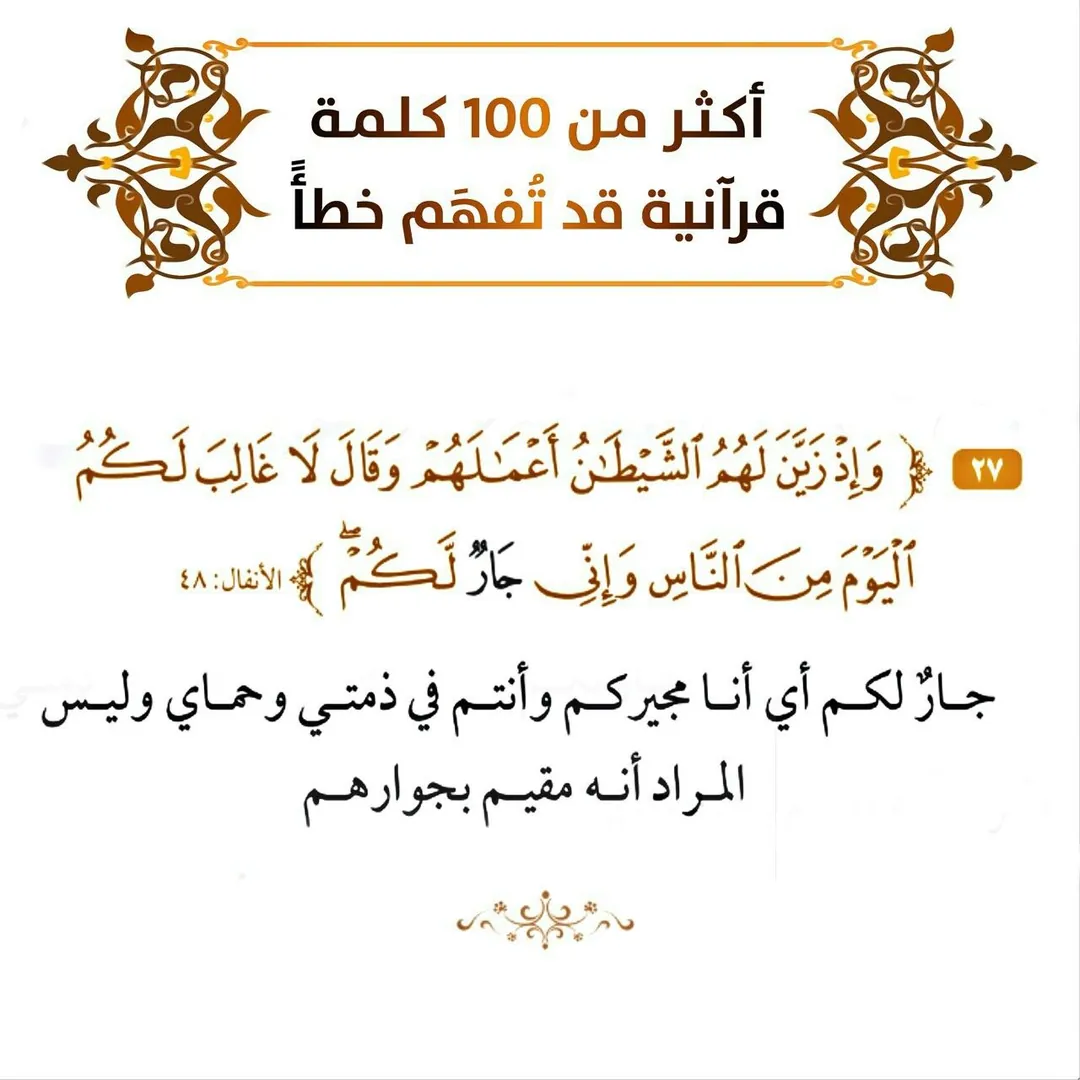 أكثر من 100 كلمة
قرآنية قد تُفهَم خطأً
٢٧ ﴿ وَإِذْ زَيَّنَ لَهُمُ ٱلشَّيْطَـٰنُ أَعْمَـٰلَهُمْ وَقَالَ لَا غَالِبَ لَكُمُ
ٱلْيَوْمَ مِنَ ٱلنَّاسِ وَإِنِّى جَارٌ لَّكُمْ ۖ ﴾ الأنفال: ٤٨
جارٌ لكم أي أنا مجيركم وأنتم في ذمتي وحماي وليس
المراد أنه مقيم بجوارهم